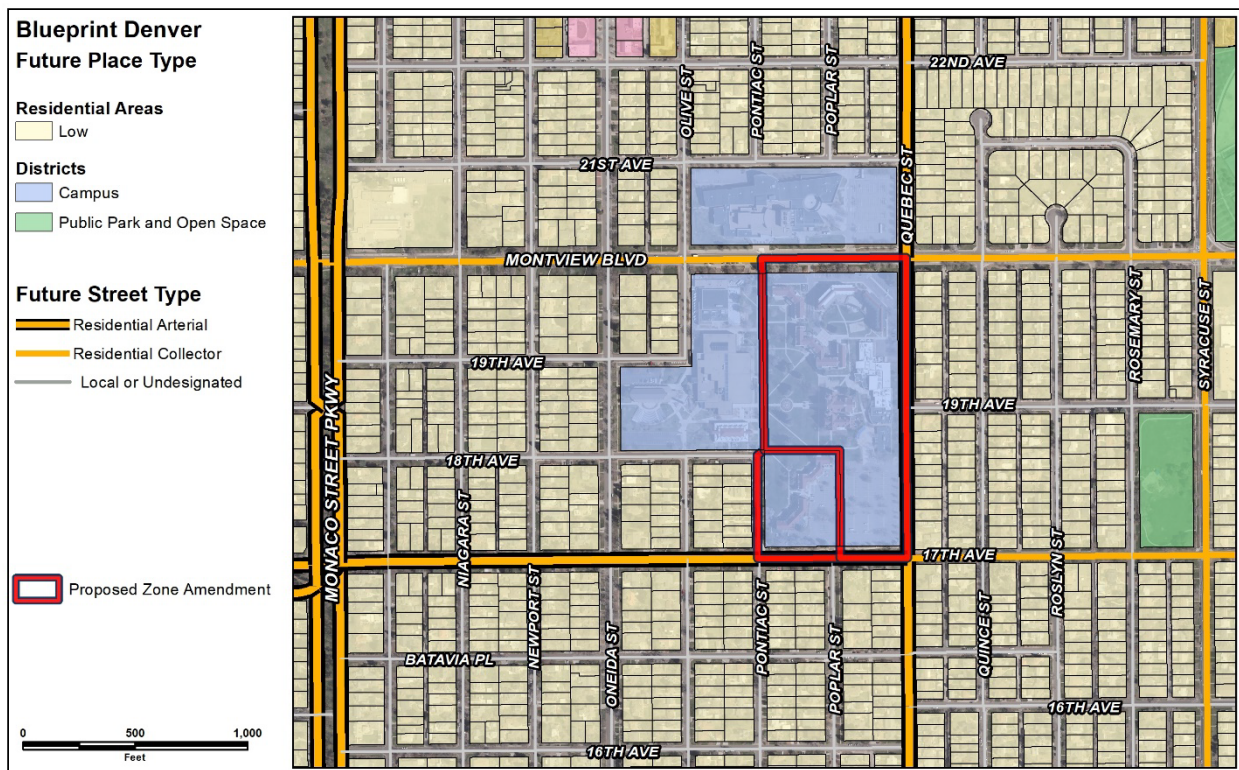 Blueprint Denver
Future Place Type
Residential Areas
Low
Districts
Campus
Public Park and Open Space
Future Street Type
Residential Arterial
Residential Collector
Local or Undesignated
Proposed Zone Amendment
0 500 1,000
Feet
22ND AVE
OLIVE ST
PONTIAC ST
POPLAR ST
21ST AVE
QUEBEC ST
MONTVIEW BLVD
ROSEMARY ST
SYRACUSE ST
19TH AVE
19TH AVE
MONACO STREET PKWY
18TH AVE
NIAGARA ST
17TH AVE
NEWPORT ST
ONEIDA ST
PONTIAC ST
POPLAR ST
QUINCE ST
ROSLYN ST
BATAVIA PL
16TH AVE
16TH AVE